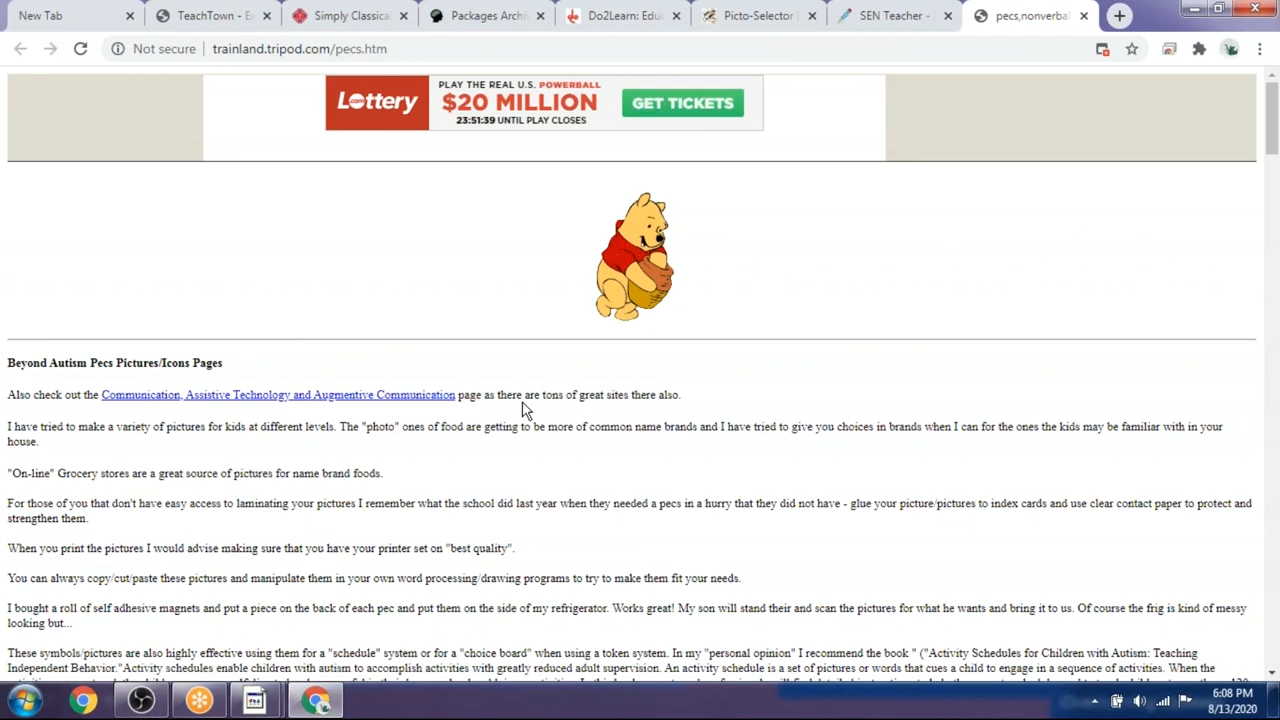 New Tab
TeachTown - E
Simply Classica
Packages Archi
Do2Learn: Educ
Picto-Selector
SEN Teacher -
pecs,nonverba
Not secure
trainland.tripod.com/pecs.htm
Lottery.com
PLAY THE REAL U.S. POWERBALL
$20 MILLION
23:51:39 UNTIL PLAY CLOSES
GET TICKETS
Beyond Autism Pecs Pictures/Icons Pages
Also check out the Communication, Assistive Technology and Augmentive Communication page as there are tons of great sites there also.
I have tried to make a variety of pictures for kids at different levels. The "photo" ones of food are getting to be more of common name brands and I have tried to give you choices in brands when I can for the ones the kids may be familiar with in your
house.
"On-line" Grocery stores are a great source of pictures for name brand foods.
For those of you that don't have easy access to laminating your pictures I remember what the school did last year when they needed a pecs in a hurry that they did not have - glue your picture/pictures to index cards and use clear contact paper to protect and
strengthen them.
When you print the pictures I would advise making sure that you have your printer set on "best quality".
You can always copy/cut/paste these pictures and manipulate them in your own word processing/drawing programs to try to make them fit your needs.
I bought a roll of self adhesive magnets and put a piece on the back of each pec and put them on the side of my refrigerator. Works great! My son will stand their and scan the pictures for what he wants and bring it to us. Of course the frig is kind of messy
looking but...
These symbols/pictures are also highly effective using them for a "schedule" system or for a "choice board" when using a token system. In my "personal opinion" I recommend the book " ("Activity Schedules for Children with Autism: Teaching
Independent Behavior."Activity schedules enable children with autism to accomplish activities with greatly reduced adult supervision. An activity schedule is a set of pictures or words that cues a child to engage in a sequence of activities. When the
6:08 PM
8/13/2020